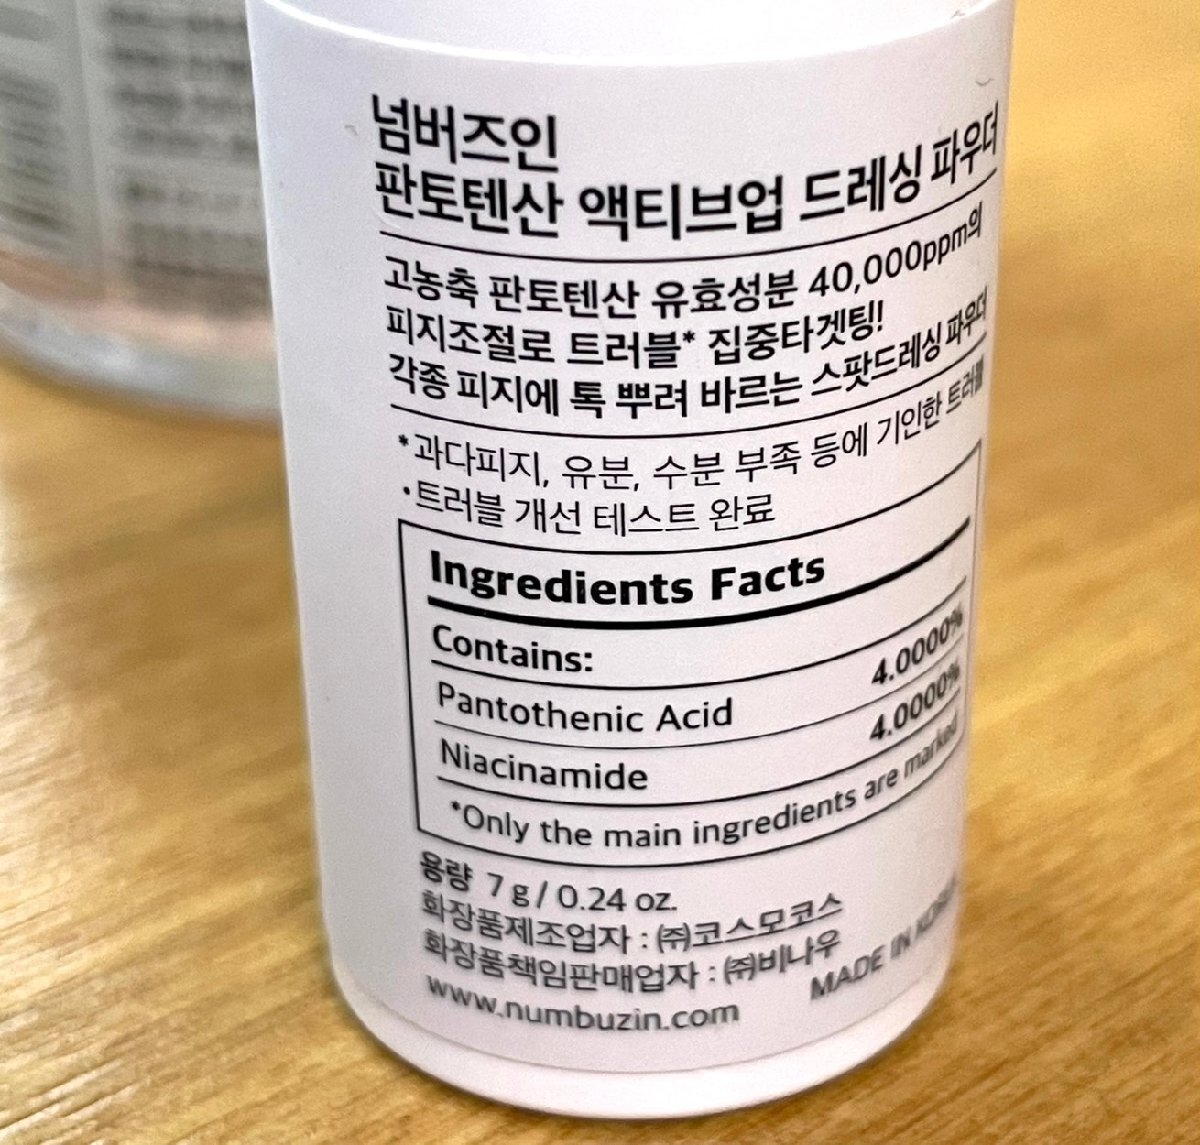 넘버즈인
판토텐산 액티브업 드레싱 파우더
고농축 판토텐산 유효성분 40,000ppm의
피지조절로 트러블* 집중타겟팅!
각종 피지에 톡 뿌려 바르는 스팟드레싱 파우더
*과다피지, 유분, 수분 부족 등에 기인한 트러블
·트러블 개선 테스트 완료
Ingredients Facts
Contains:
Pantothenic Acid 4.0000%
Niacinamide 4.0000%
*Only the main ingredients are marked
용량 7 g / 0.24 oz.
화장품제조업자 : ㈜코스모코스
화장품책임판매업자 : ㈜비나우
www.numbuzin.com
MADE IN KOREA